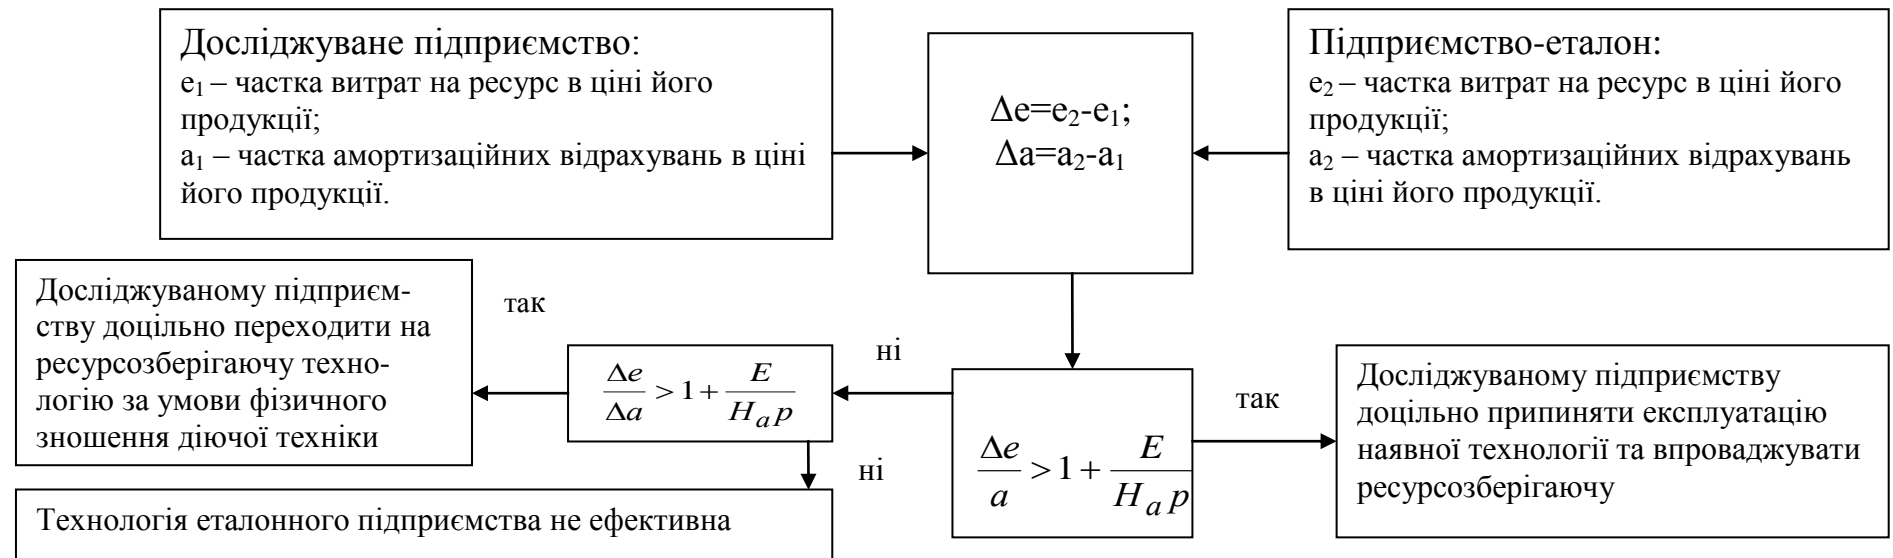 Досліджуване підприємство:
e₁ – частка витрат на ресурс в ціні його
продукції;
a₁ – частка амортизаційних відрахувань в ціні
його продукції.
Δe=e₂-e₁;
Δa=a₂-a₁
Підприємство-еталон:
e₂ – частка витрат на ресурс в ціні його
продукції;
a₂ – частка амортизаційних відрахувань
в ціні його продукції.
Досліджуваному підприєм-
ству доцільно переходити на
ресурсозберігаючу техно-
логію за умови фізичного
зношення діючої техніки
так
Δe/Δa > 1 + E/(Hₐp)
ні
ні
Δe/a > 1 + E/(Hₐp)
так
Досліджуваному підприємству
доцільно припиняти експлуатацію
наявної технології та впроваджувати
ресурсозберігаючу
Технологія еталонного підприємства не ефективна